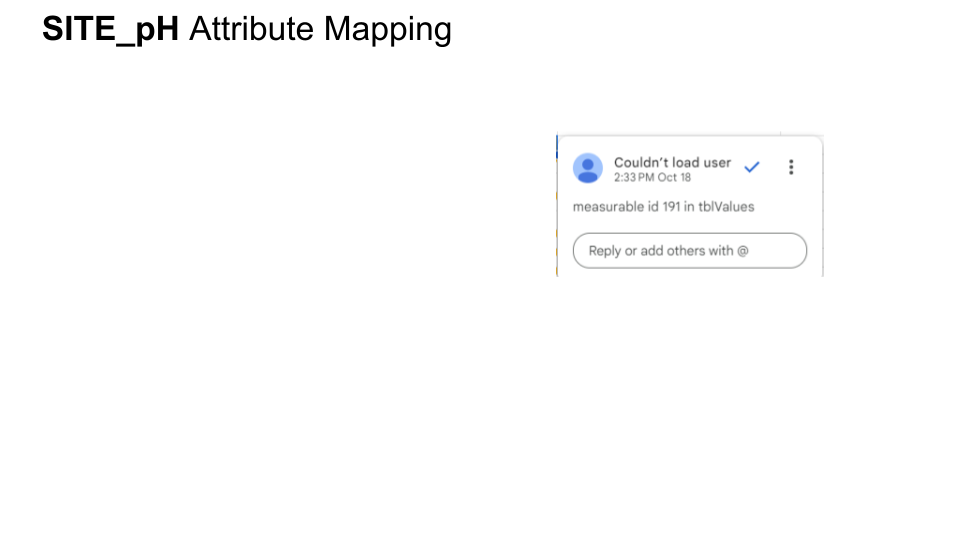 SITE_pH Attribute Mapping
Couldn't load user
2:33 PM Oct 18
measurable id 191 in tblValues
Reply or add others with @